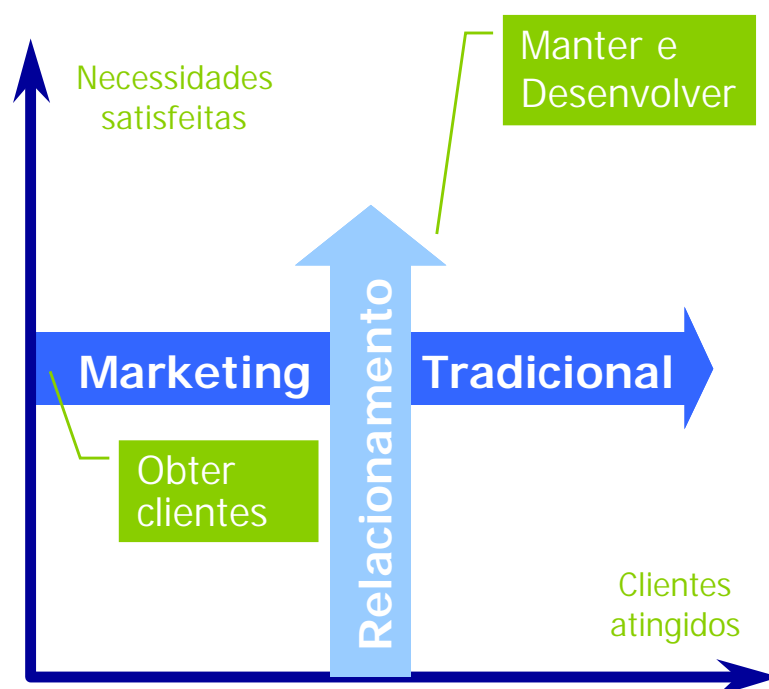 Manter e
Desenvolver
Necessidades
satisfeitas
Marketing
Tradicional
Relacionamento
Obter
clientes
Clientes
atingidos